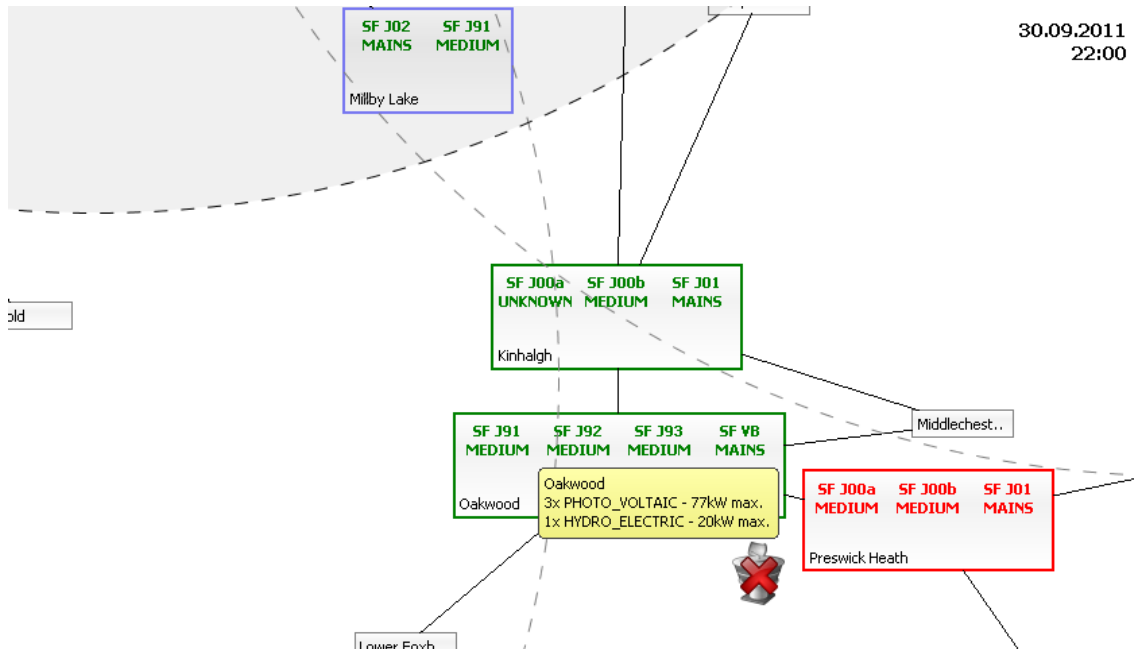 30.09.2011
22:00
SF J02 SF J91
MAINS MEDIUM
Millby Lake
SF J00a SF J00b SF J01
UNKNOWN MEDIUM MAINS
Kinhalgh
old
SF J91 SF J92 SF J93 SF VB
MEDIUM MEDIUM MEDIUM MAINS
Oakwood
Middlechest..
Oakwood
3x PHOTO_VOLTAIC - 77kW max.
1x HYDRO_ELECTRIC - 20kW max.
SF J00a SF J00b SF J01
MEDIUM MEDIUM MAINS
Preswick Heath
Lower Foxh